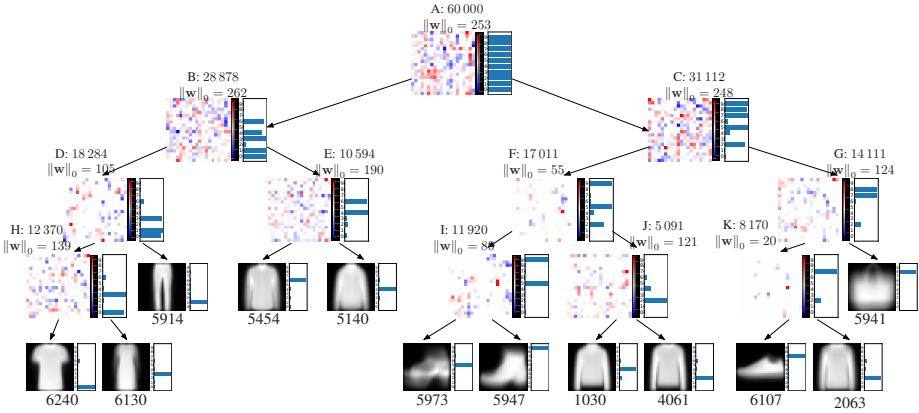 A: 60 000
‖w‖₀ = 253
B: 28 878
‖w‖₀ = 262
C: 31 112
‖w‖₀ = 248
D: 18 284
‖w‖₀ = 105
E: 10 594
‖w‖₀ = 190
F: 17 011
‖w‖₀ = 55
G: 14 111
‖w‖₀ = 124
H: 12 370
‖w‖₀ = 139
I: 11 920
J: 5 091
‖w‖₀ = 121
K: 8 170
‖w‖₀ = 20
5914
5454
5140
5941
6240
6130
5973
5947
1030
4061
6107
2063